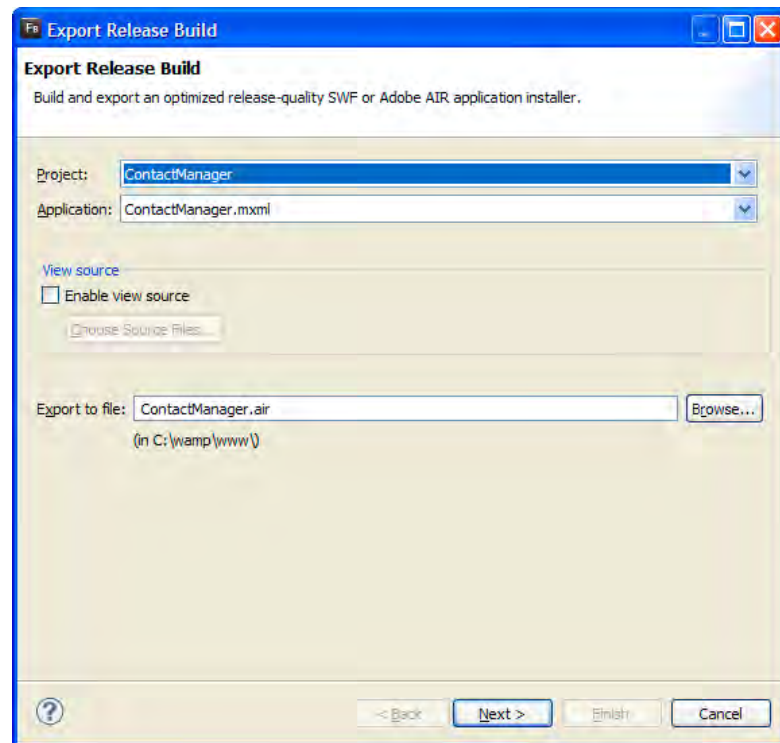 FB Export Release Build
Export Release Build
Build and export an optimized release-quality SWF or Adobe AIR application installer.
Project: ContactManager
Application: ContactManager.mxml
View source
Enable view source
Choose Source Files...
Export to file: ContactManager.air Browse...
(in C:\wamp\www\)
? < Back Next > Finish Cancel